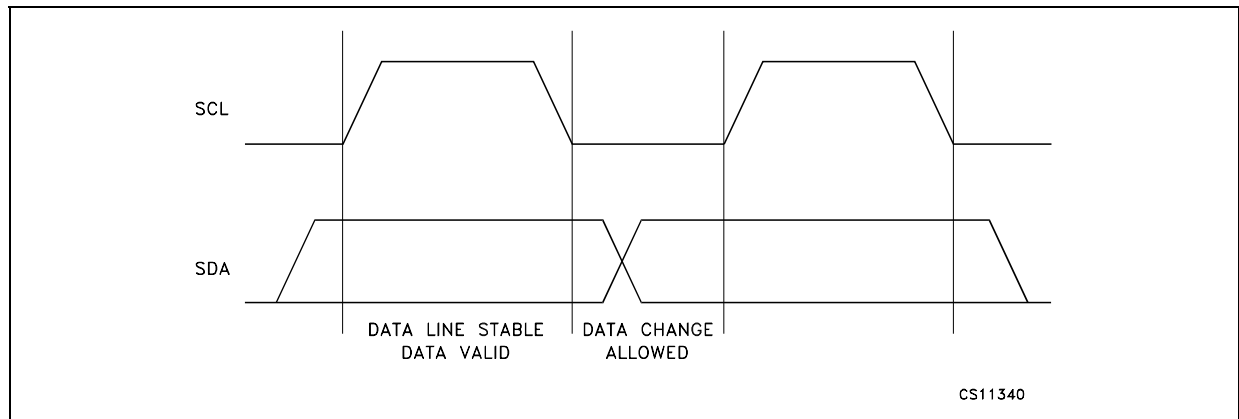 SCL
SDA
DATA LINE STABLE
DATA VALID
DATA CHANGE
ALLOWED
CS11340